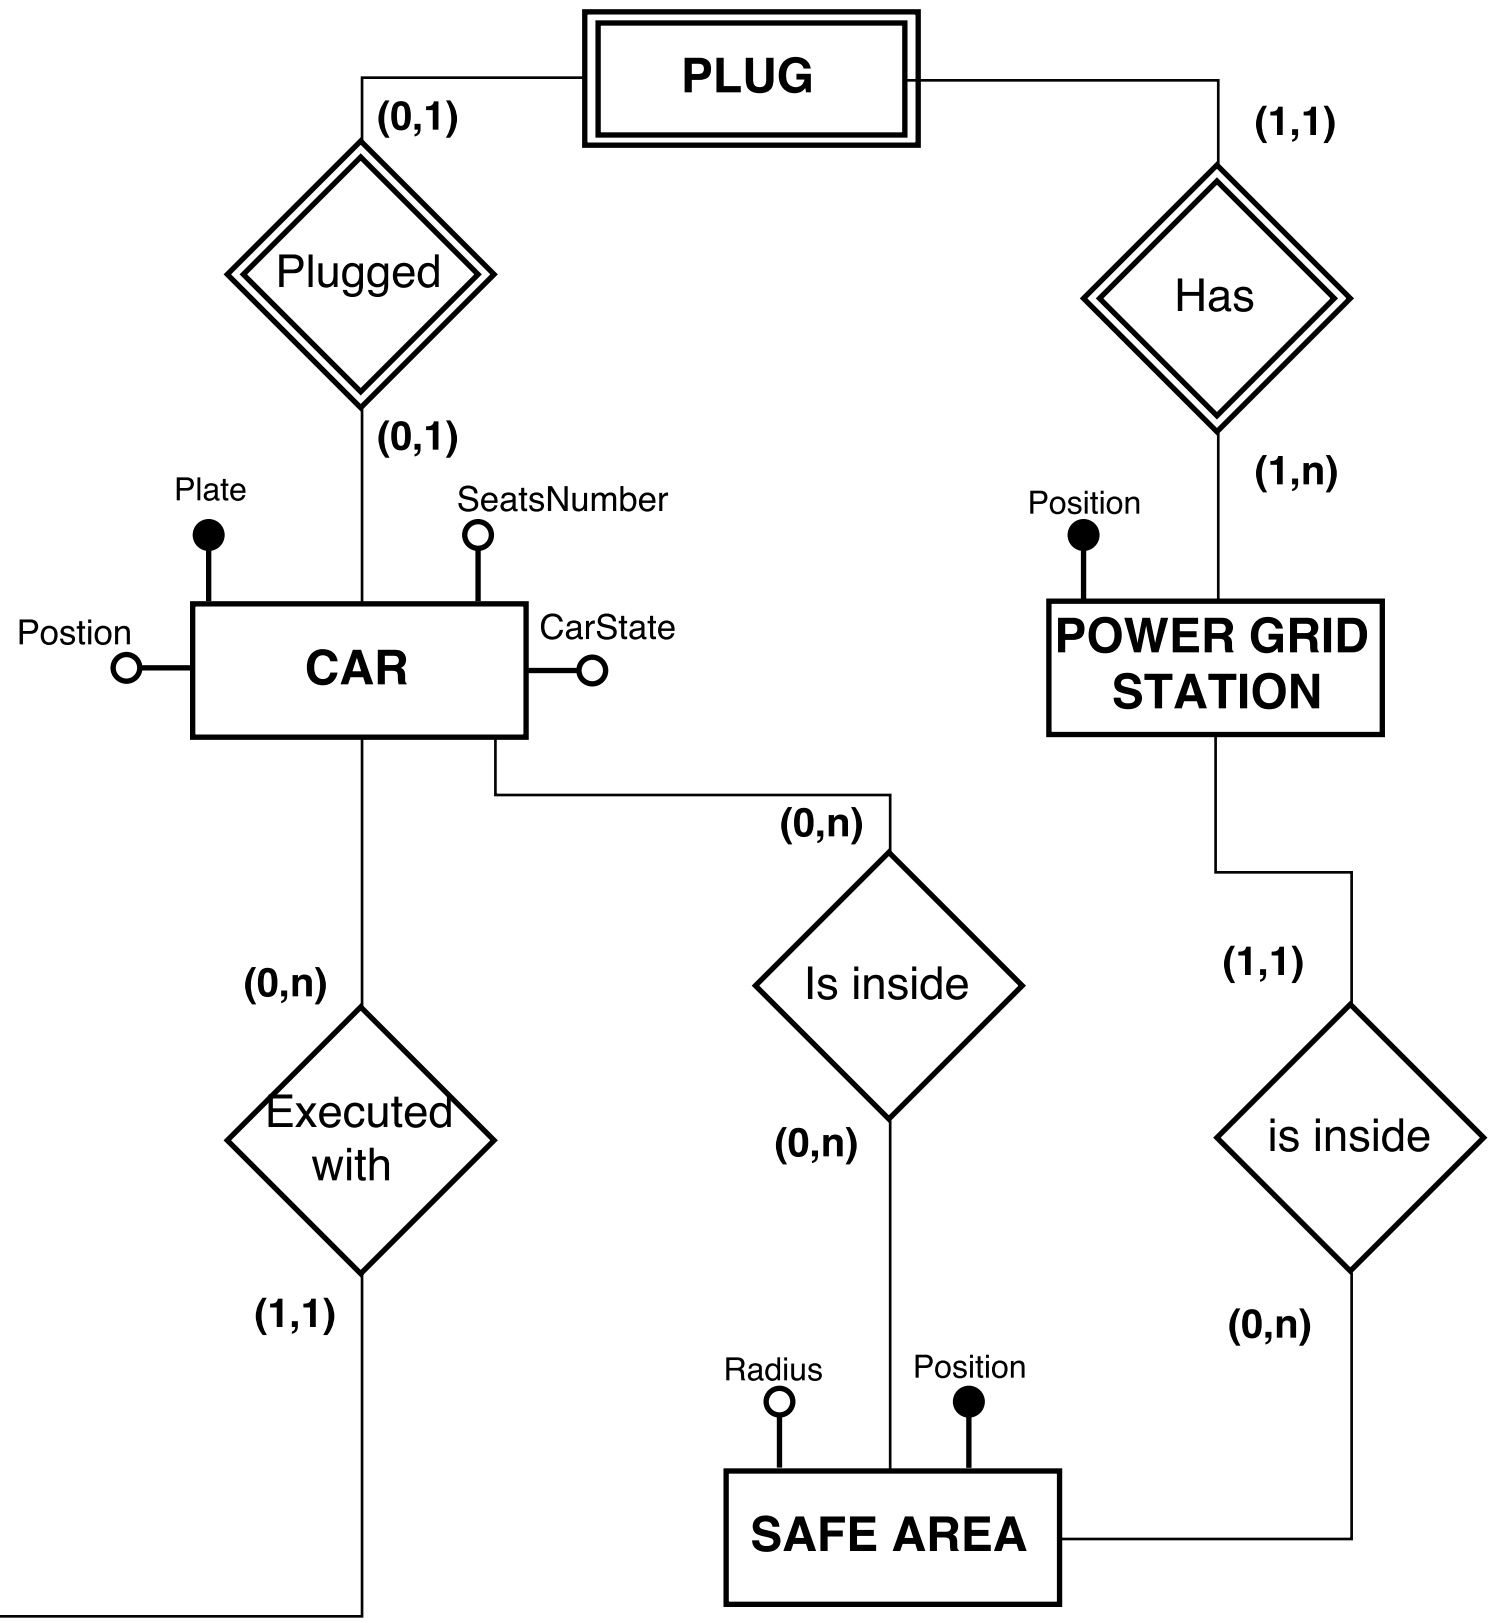 PLUG
(0,1)
(1,1)
Plugged
Has
(0,1)
(1,n)
Plate
SeatsNumber
Position
Postion
CarState
CAR
POWER GRID
STATION
(0,n)
(0,n)
(1,1)
Is inside
Executed
with
is inside
(0,n)
(1,1)
(0,n)
Radius
Position
SAFE AREA